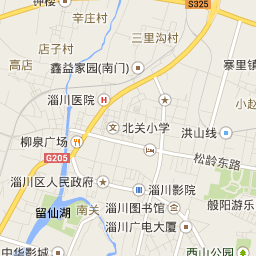 钟楼
S325
辛庄村
三里沟村
店子村
高店
鑫益家园(南门)
寨里镇
淄川医院
小赵
北关小学
洪山线
柳泉广场
G205
松龄东路
淄川区人民政府
淄川影院
留仙湖
南关
淄川图书馆
般阳游乐
淄川广电大厦
中华影城
西山公园